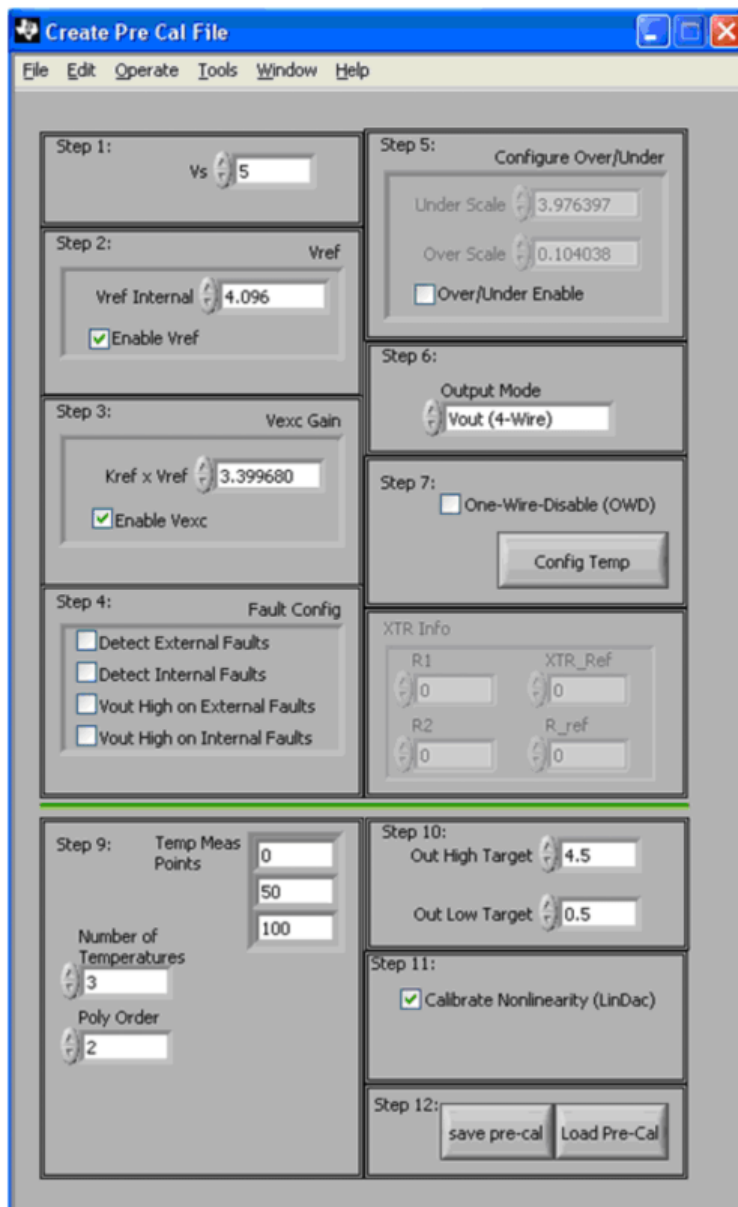 Create Pre Cal File
File Edit Operate Tools Window Help
Step 1:
Vs 5
Step 2:
Vref
Vref Internal 4.096
Enable Vref
Step 3:
Vexc Gain
Kref x Vref 3.399680
Enable Vexc
Step 4:
Fault Config
Detect External Faults
Detect Internal Faults
Vout High on External Faults
Vout High on Internal Faults
Step 5:
Configure Over/Under
Under Scale 3.976397
Over Scale 0.104038
Over/Under Enable
Step 6:
Output Mode
Vout (4-Wire)
Step 7:
One-Wire-Disable (OWD)
Config Temp
XTR Info
R1 XTR_Ref
0 0
R2 R_ref
0 0
Step 9:
Temp Meas
Points
0
50
100
Number of
Temperatures
3
Poly Order
2
Step 10:
Out High Target 4.5
Out Low Target 0.5
Step 11:
Calibrate Nonlinearity (LinDac)
Step 12:
save pre-cal Load Pre-Cal